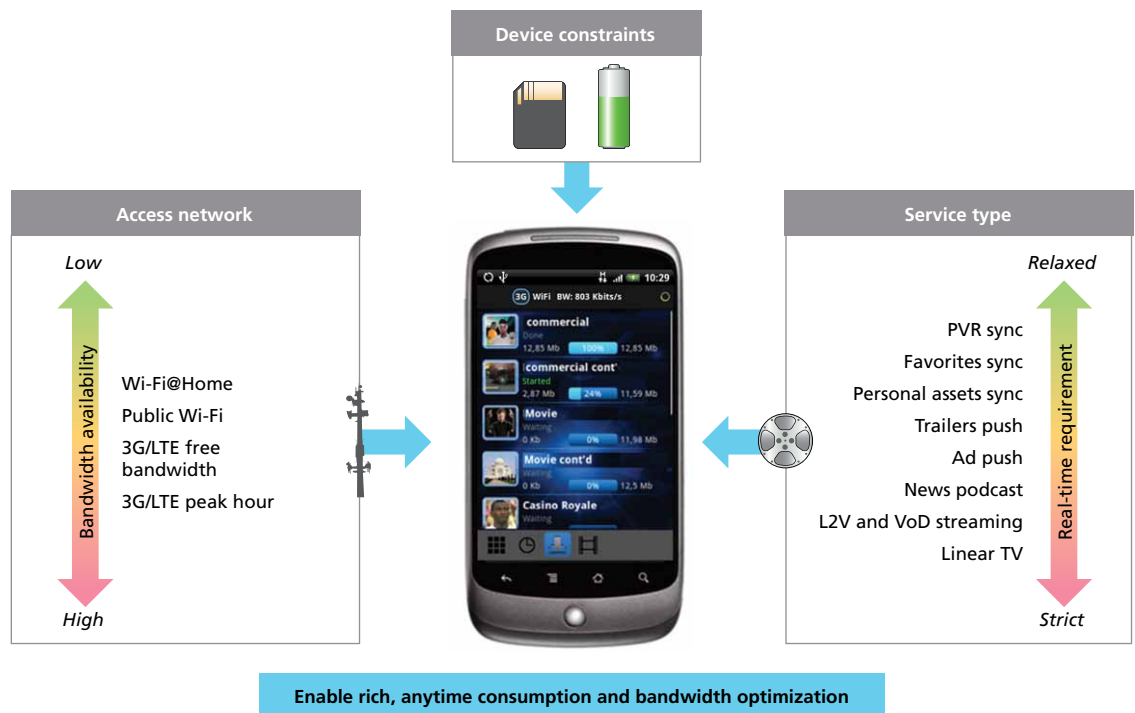 Device constraints
Access network
Low
Bandwidth availability
Wi-Fi@Home
Public Wi-Fi
3G/LTE free
bandwidth
3G/LTE peak hour
High
10:29
3G WiFi BW: 803 Kbits/s
commercial
Done
12,85 Mb 100% 12,85 Mb
commercial cont'
Started
2,87 Mb 24% 11,59 Mb
Movie
Waiting
0 Kb 0% 11,98 Mb
Movie cont'd
Waiting
0 Kb 0% 12,5 Mb
Casino Royale
Waiting
Service type
Relaxed
PVR sync
Favorites sync
Personal assets sync
Trailers push
Ad push
News podcast
L2V and VoD streaming
Linear TV
Real-time requirement
Strict
Enable rich, anytime consumption and bandwidth optimization